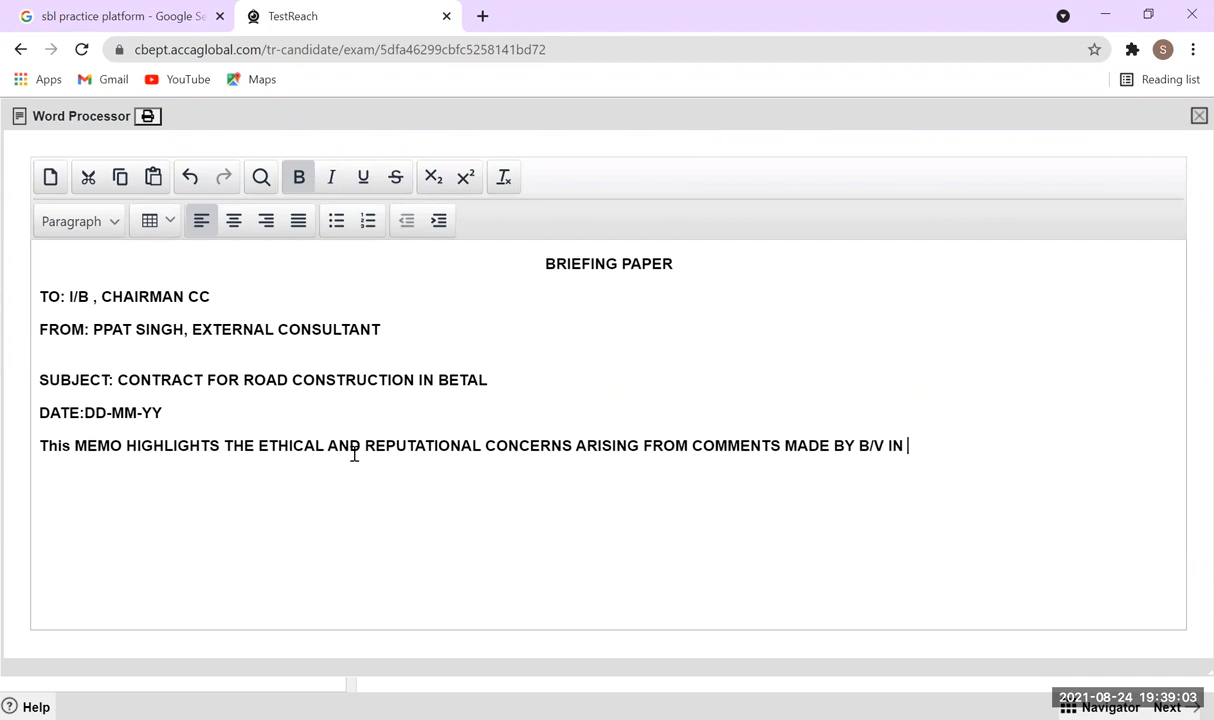 sbl practice platform - Google Se
TestReach
cbept.accaglobal.com/tr-candidate/exam/5dfa46299cbfc5258141bd72
S
Apps Gmail YouTube Maps Reading list
Word Processor
B I U S X₂ X² Tx
Paragraph
BRIEFING PAPER
TO: I/B , CHAIRMAN CC
FROM: PPAT SINGH, EXTERNAL CONSULTANT
SUBJECT: CONTRACT FOR ROAD CONSTRUCTION IN BETAL
DATE:DD-MM-YY
This MEMO HIGHLIGHTS THE ETHICAL AND REPUTATIONAL CONCERNS ARISING FROM COMMENTS MADE BY B/V IN
2021-08-24 19:39:03
Help Navigator Next